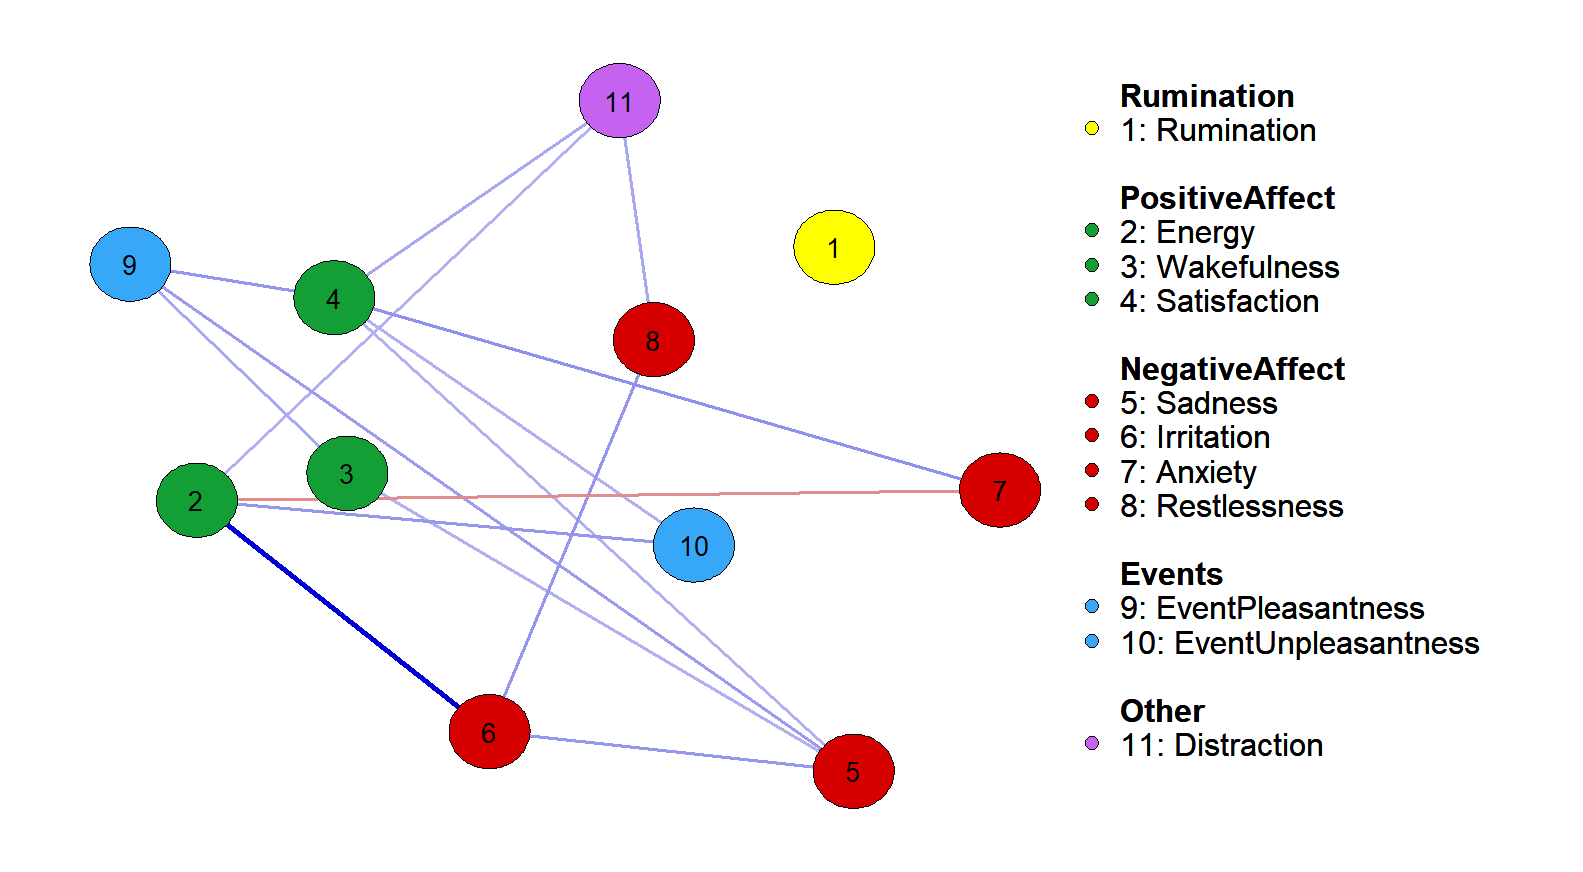 11
1
9
4
8
3
2
7
10
6
5
Rumination
1: Rumination
PositiveAffect
2: Energy
3: Wakefulness
4: Satisfaction
NegativeAffect
5: Sadness
6: Irritation
7: Anxiety
8: Restlessness
Events
9: EventPleasantness
10: EventUnpleasantness
Other
11: Distraction